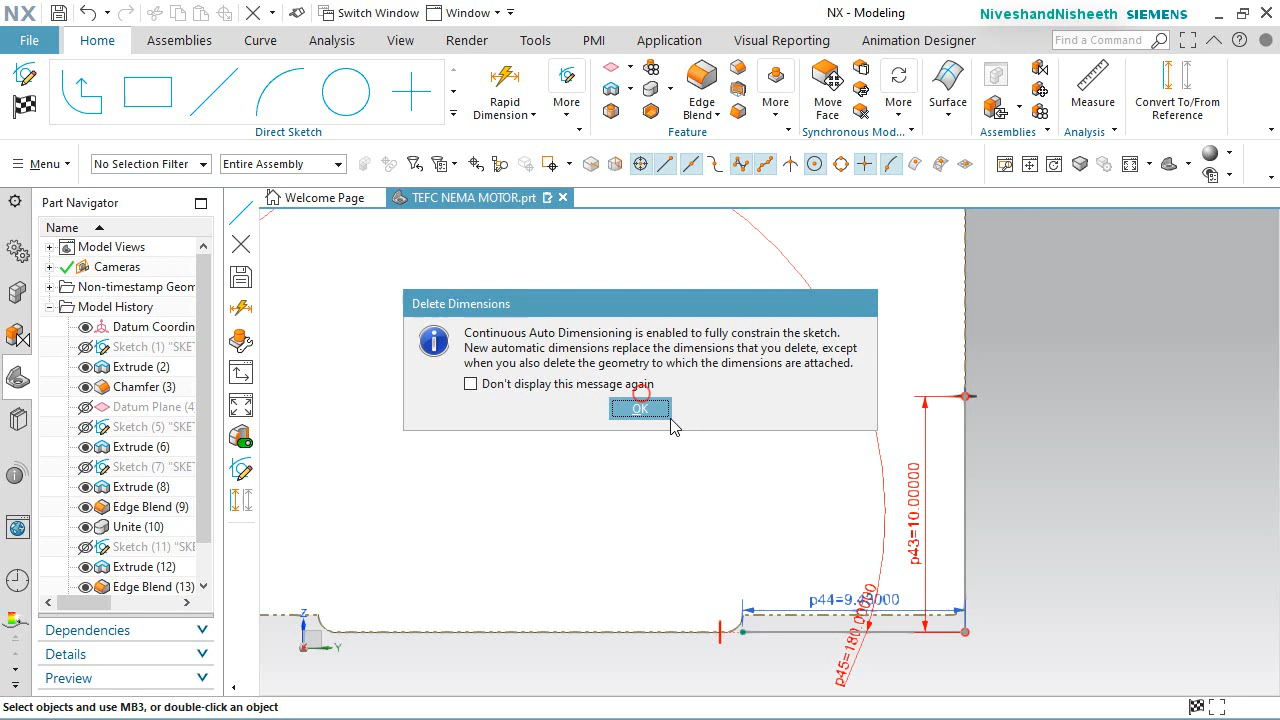 NX
Switch Window
Window
NX - Modeling
NiveshandNisheeth SIEMENS
File
Home
Assemblies
Curve
Analysis
View
Render
Tools
PMI
Application
Visual Reporting
Animation Designer
Find a Command
Rapid
Dimension
More
Edge
Blend
More
Move
Face
More
Surface
Measure
Convert To/From
Reference
Direct Sketch
Feature
Synchronous Mod...
Assemblies
Analysis
Menu
No Selection Filter
Entire Assembly
Part Navigator
Welcome Page
TEFC NEMA MOTOR.prt
Name
Model Views
Cameras
Non-timestamp Geom
Model History
Datum Coordin
Sketch (1) "SKE
Extrude (2)
Chamfer (3)
Datum Plane (4
Sketch (5) "SKE
Extrude (6)
Sketch (7) "SKE
Extrude (8)
Edge Blend (9)
Unite (10)
Sketch (11) "SK
Extrude (12)
Edge Blend (13)
Dependencies
Details
Preview
Delete Dimensions
Continuous Auto Dimensioning is enabled to fully constrain the sketch.
New automatic dimensions replace the dimensions that you delete, except
when you also delete the geometry to which the dimensions are attached.
Don't display this message again
OK
p43=10.00000
p45=180.00000
Z
Y
Select objects and use MB3, or double-click an object